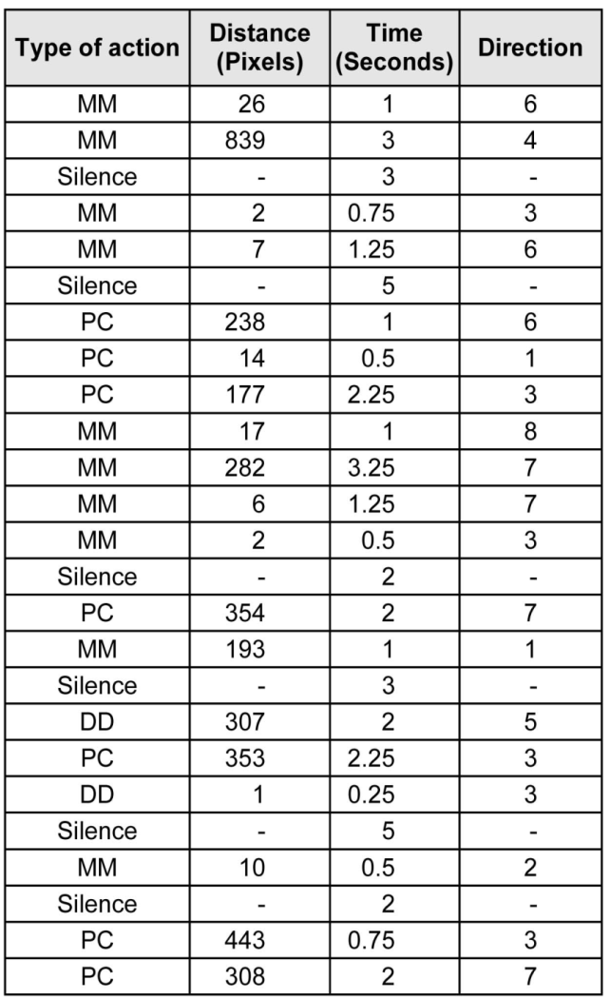 Type of action Distance (Pixels) Time (Seconds) Direction
MM 26 1 6
MM 839 3 4
Silence - 3 -
MM 2 0.75 3
MM 7 1.25 6
Silence - 5 -
PC 238 1 6
PC 14 0.5 1
PC 177 2.25 3
MM 17 1 8
MM 282 3.25 7
MM 6 1.25 7
MM 2 0.5 3
Silence - 2 -
PC 354 2 7
MM 193 1 1
Silence - 3 -
DD 307 2 5
PC 353 2.25 3
DD 1 0.25 3
Silence - 5 -
MM 10 0.5 2
Silence - 2 -
PC 443 0.75 3
PC 308 2 7